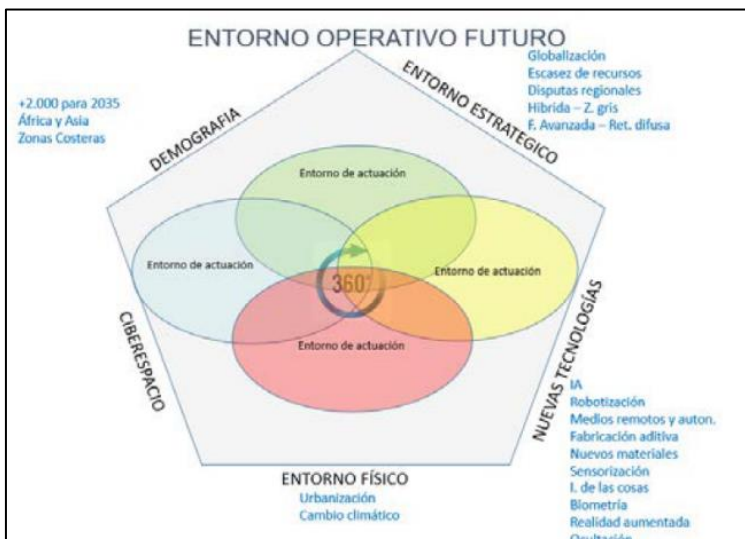 ENTORNO OPERATIVO FUTURO
+2.000 para 2035
África y Asia
Zonas Costeras
DEMOGRAFIA
ENTORNO ESTRATEGICO
Globalización
Escasez de recursos
Disputas regionales
Hibrida – Z. gris
F. Avanzada – Ret. difusa
Entorno de actuación
Entorno de actuación
Entorno de actuación
360°
Entorno de actuación
CIBERESPACIO
NUEVAS TECNOLOGÍAS
IA
Robotización
Medios remotos y auton.
Fabricación aditiva
Nuevos materiales
Sensorización
I. de las cosas
Biometría
Realidad aumentada
Ocultación
ENTORNO FÍSICO
Urbanización
Cambio climático